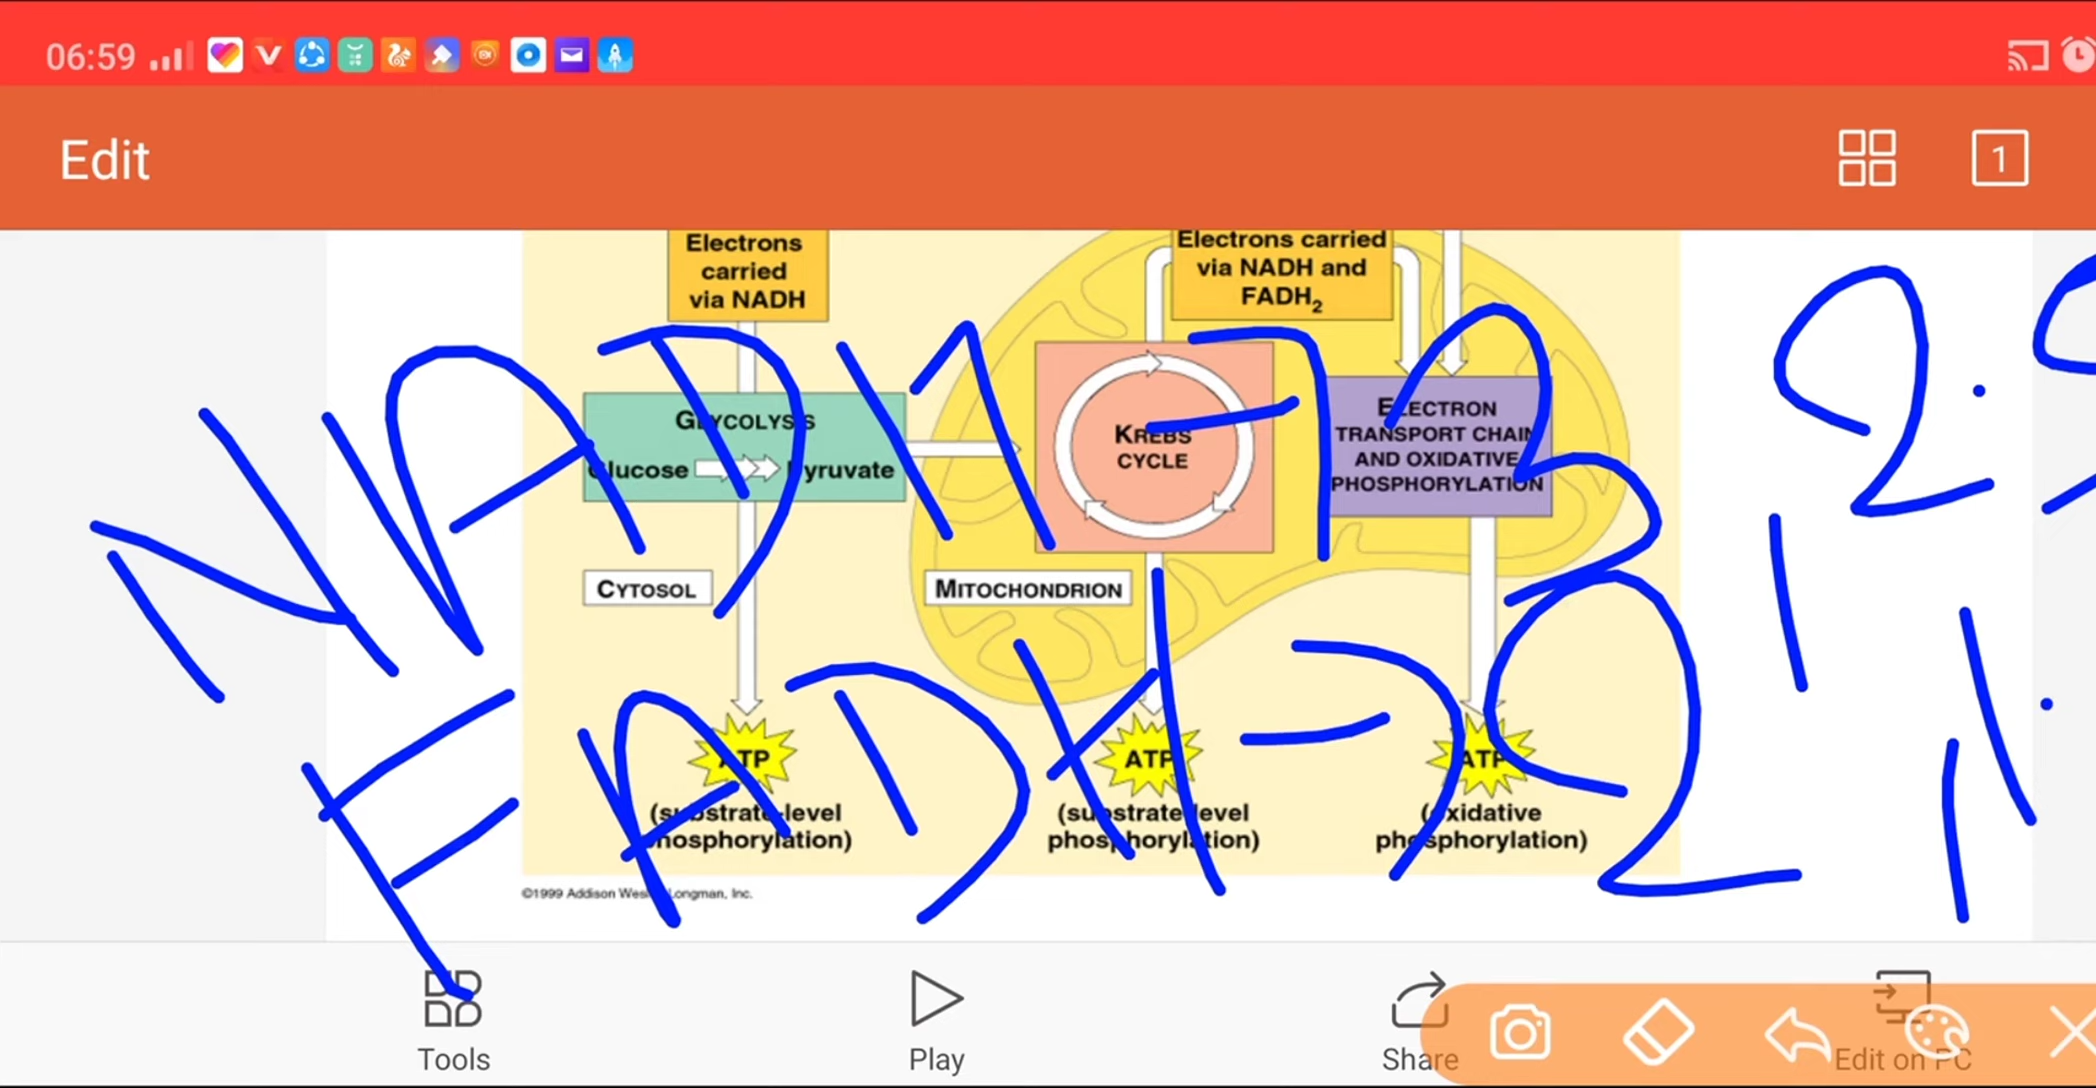 06:59
Edit
1
Electrons carried via NADH
Electrons carried via NADH and FADH2
GLYCOLYSIS
Glucose Pyruvate
KREBS CYCLE
ELECTRON TRANSPORT CHAIN AND OXIDATIVE PHOSPHORYLATION
CYTOSOL
MITOCHONDRION
NADH 3 2.
FADH 2 1.
ATP
(substrate-level phosphorylation)
ATP
(substrate-level phosphorylation)
ATP
(oxidative phosphorylation)
©1999 Addison Wesley Longman, Inc.
Tools
Play
Share
Edit on PC